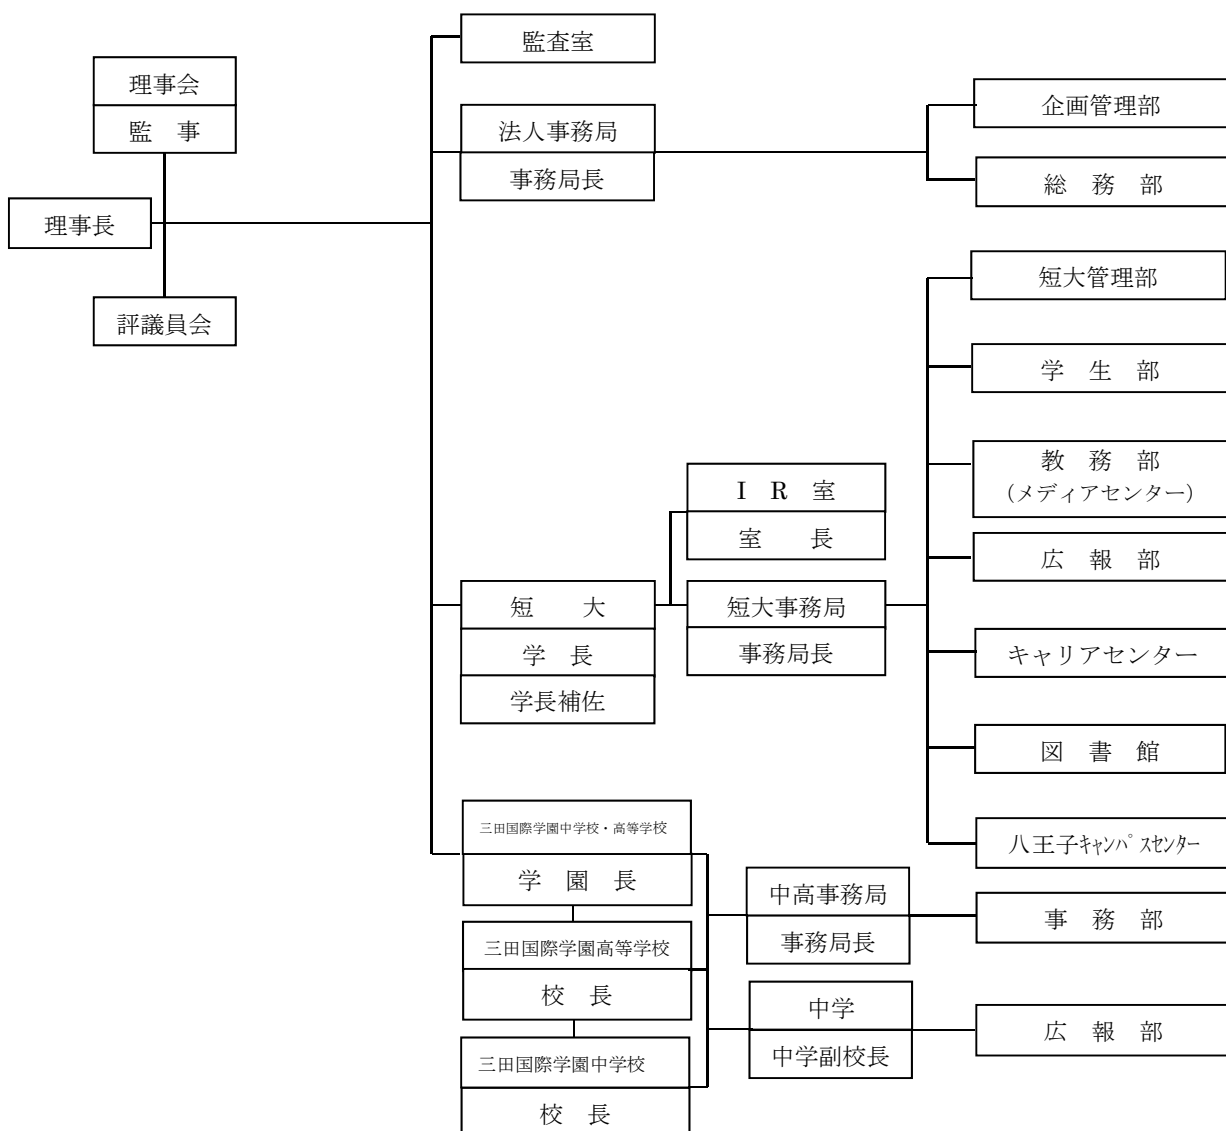 監査室
理事会
監　事
理事長
評議員会
法人事務局
事務局長
企画管理部
総　務　部
短大管理部
学　生　部
教　務　部
（メディアセンター）
広　報　部
キャリアセンター
図　書　館
八王子ｷｬﾝﾊﾟｽｾﾝﾀｰ
Ｉ　Ｒ　室
室　　長
短　　大
学　長
学長補佐
短大事務局
事務局長
三田国際学園中学校・高等学校
学　園　長
三田国際学園高等学校
校　長
三田国際学園中学校
校　長
中高事務局
事務局長
事　務　部
中学
中学副校長
広　報　部